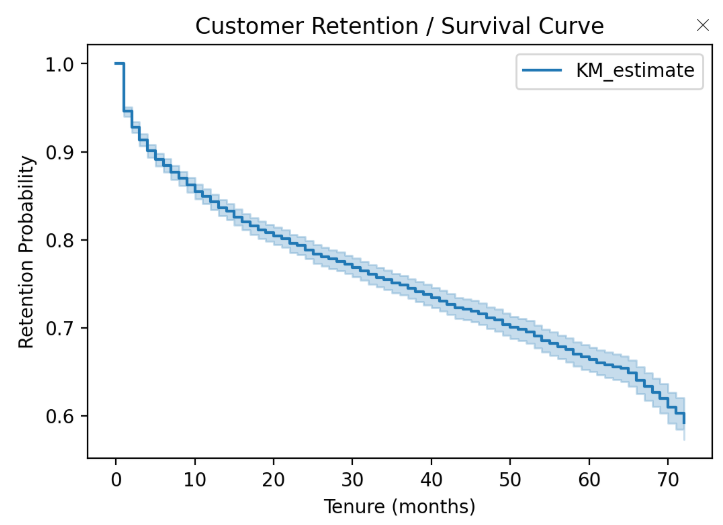 Customer Retention / Survival Curve
KM_estimate
1.0
0.9
0.8
0.7
0.6
Retention Probability
0 10 20 30 40 50 60 70
Tenure (months)